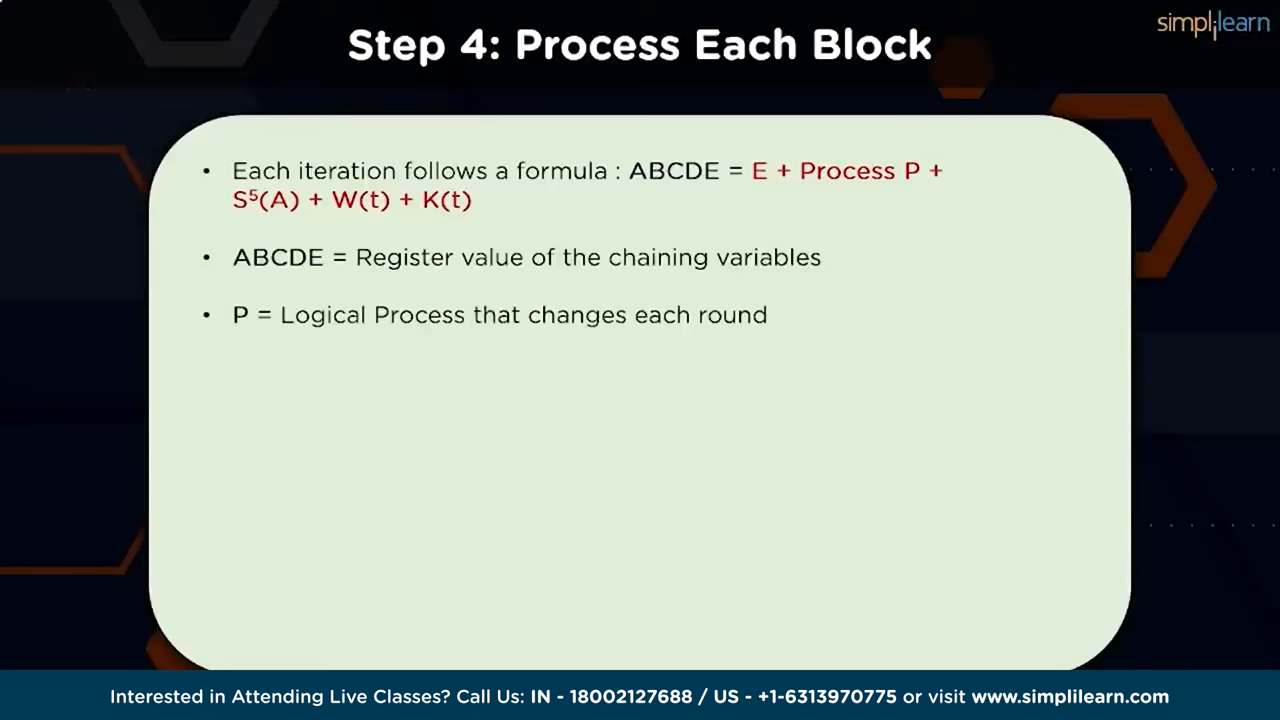 simplilearn
Step 4: Process Each Block
• Each iteration follows a formula : ABCDE = E + Process P +
S⁵(A) + W(t) + K(t)
• ABCDE = Register value of the chaining variables
• P = Logical Process that changes each round
Interested in Attending Live Classes? Call Us: IN - 18002127688 / US - +1-6313970775 or visit www.simplilearn.com